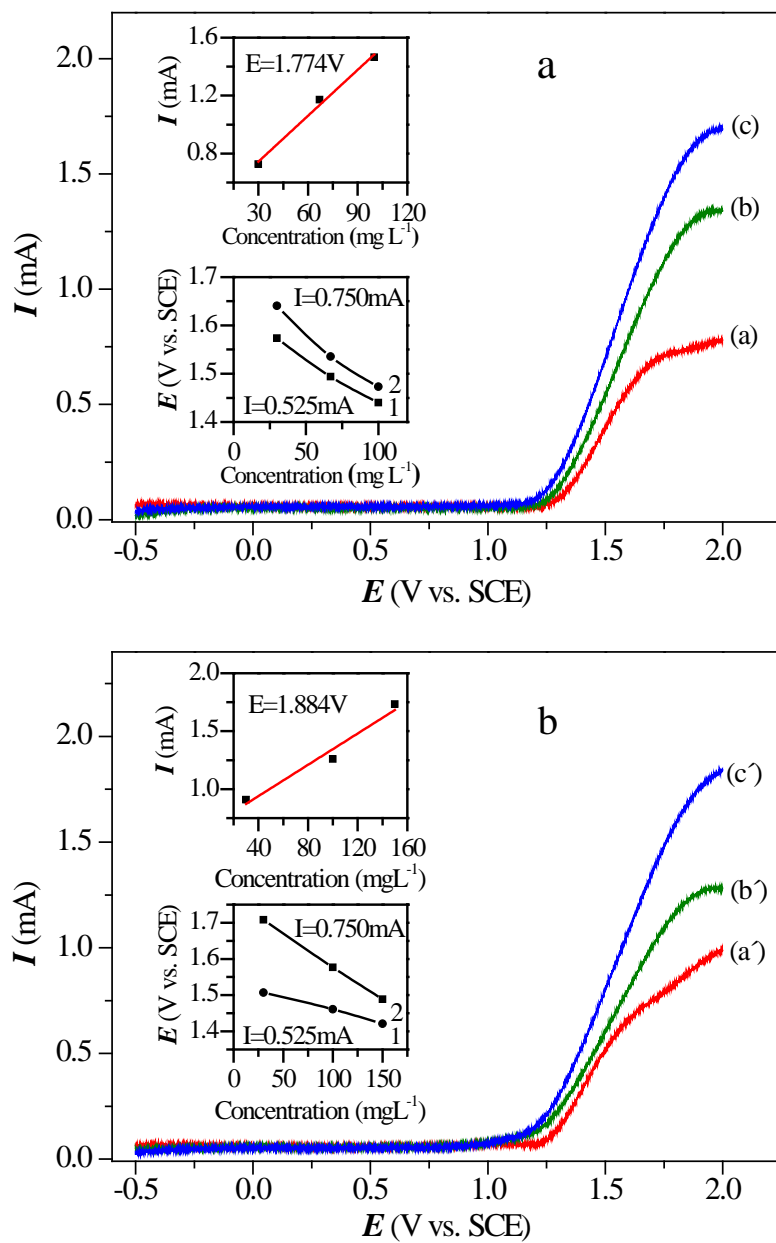 a
I (mA)
2.0
1.5
1.0
0.5
0.0
-0.5 0.0 0.5 1.0 1.5 2.0
E (V vs. SCE)
(c)
(b)
(a)
I (mA)
1.6
1.2
0.8
E=1.774V
30 60 90 120
Concentration (mg L-1)
E (V vs. SCE)
1.7
1.6
1.5
1.4
I=0.750mA
2
1
I=0.525mA
0 50 100
Concentration (mg L-1)
b
I (mA)
2.0
1.5
1.0
0.5
0.0
-0.5 0.0 0.5 1.0 1.5 2.0
E (V vs. SCE)
(c´)
(b´)
(a´)
I (mA)
2.0
1.5
1.0
E=1.884V
40 80 120 160
Concentration (mgL-1)
E (V vs. SCE)
1.7
1.6
1.5
1.4
I=0.750mA
2
1
I=0.525mA
0 50 100 150
Concentration (mgL-1)